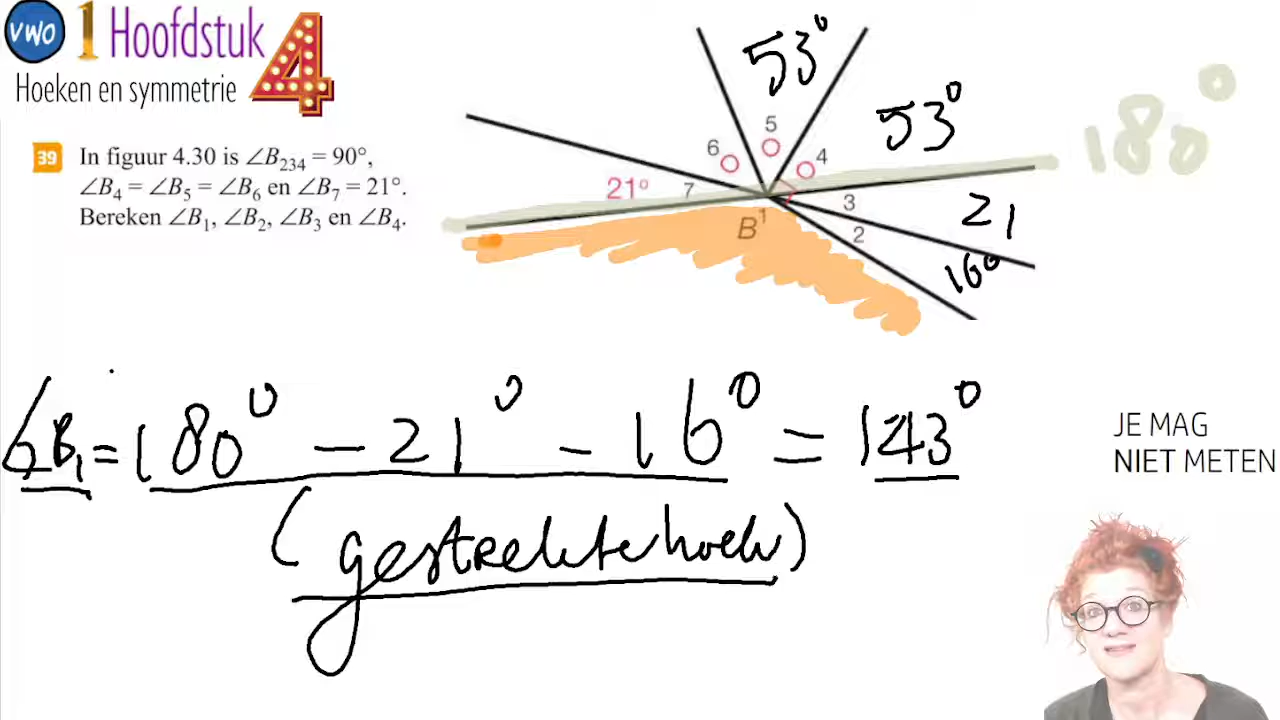 VWO 1 Hoofdstuk 4
Hoeken en symmetrie
39 In figuur 4.30 is ∠B₂₃₄ = 90°,
∠B₄ = ∠B₅ = ∠B₆ en ∠B₇ = 21°.
Bereken ∠B₁, ∠B₂, ∠B₃ en ∠B₄.
53°
53°
180°
5
6
4
21°
7
3
21
B
1
2
16°
∠B₁ = 180° - 21° - 16° = 143°
(gestrekte hoek)
JE MAG
NIET METEN